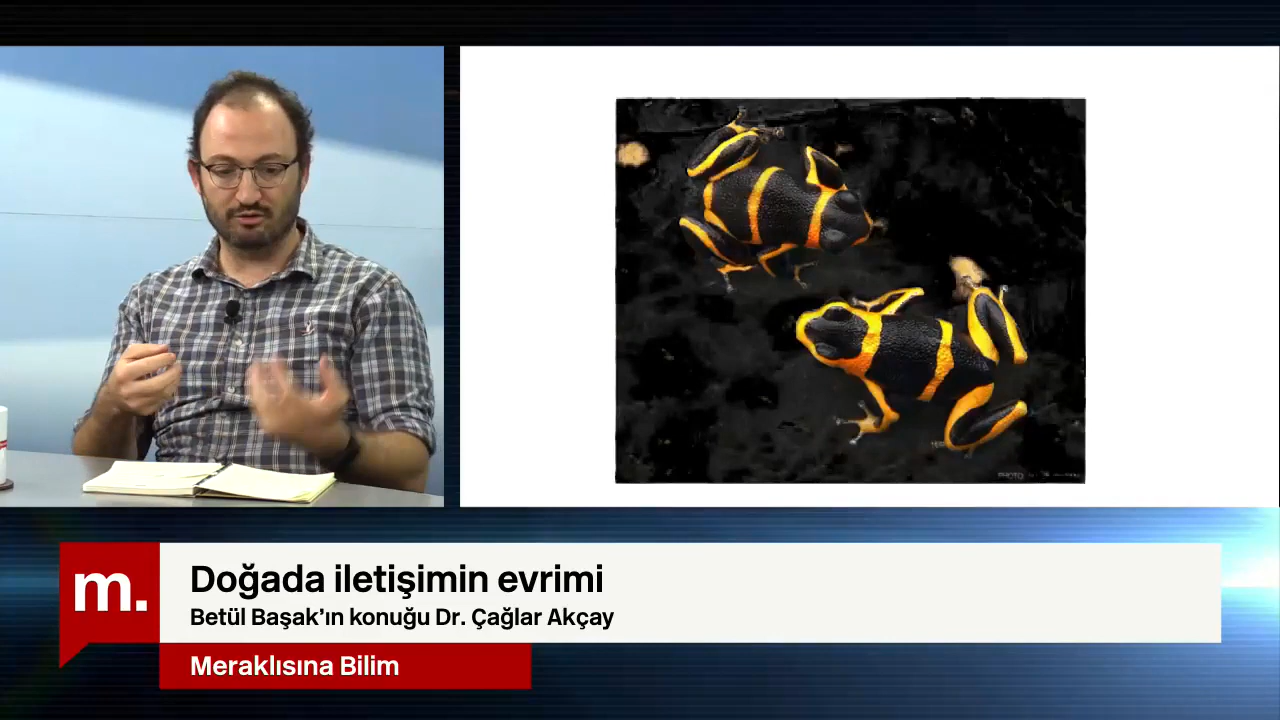 m.
Doğada iletişimin evrimi
Betül Başak’ın konuğu Dr. Çağlar Akçay
Meraklısına Bilim